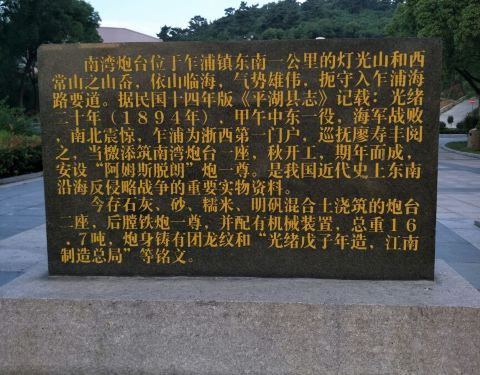 南湾炮台位于乍浦镇东南一公里的灯光山和西
常山之山岙，依山临海，气势雄伟，扼守入乍浦海
路要道。据民国十四年版《平湖县志》记载：光绪
二十年（1894年），甲午中东一役，海军战败，
南北震惊，乍浦为浙西第一门户，巡抚廖寿丰阅
之，当檄添筑南湾炮台一座，秋开工，期年而成，
安设“阿姆斯脱朗”炮一尊。是我国近代史上东南
沿海反侵略战争的重要实物资料。
今存石灰、砂、糯米、明矾混合土浇筑的炮台
二座，后膛铁炮一尊，并配有机械装置，总重16
．7吨，炮身铸有团龙纹和“光绪戊子年造，江南
制造总局”等铭文。